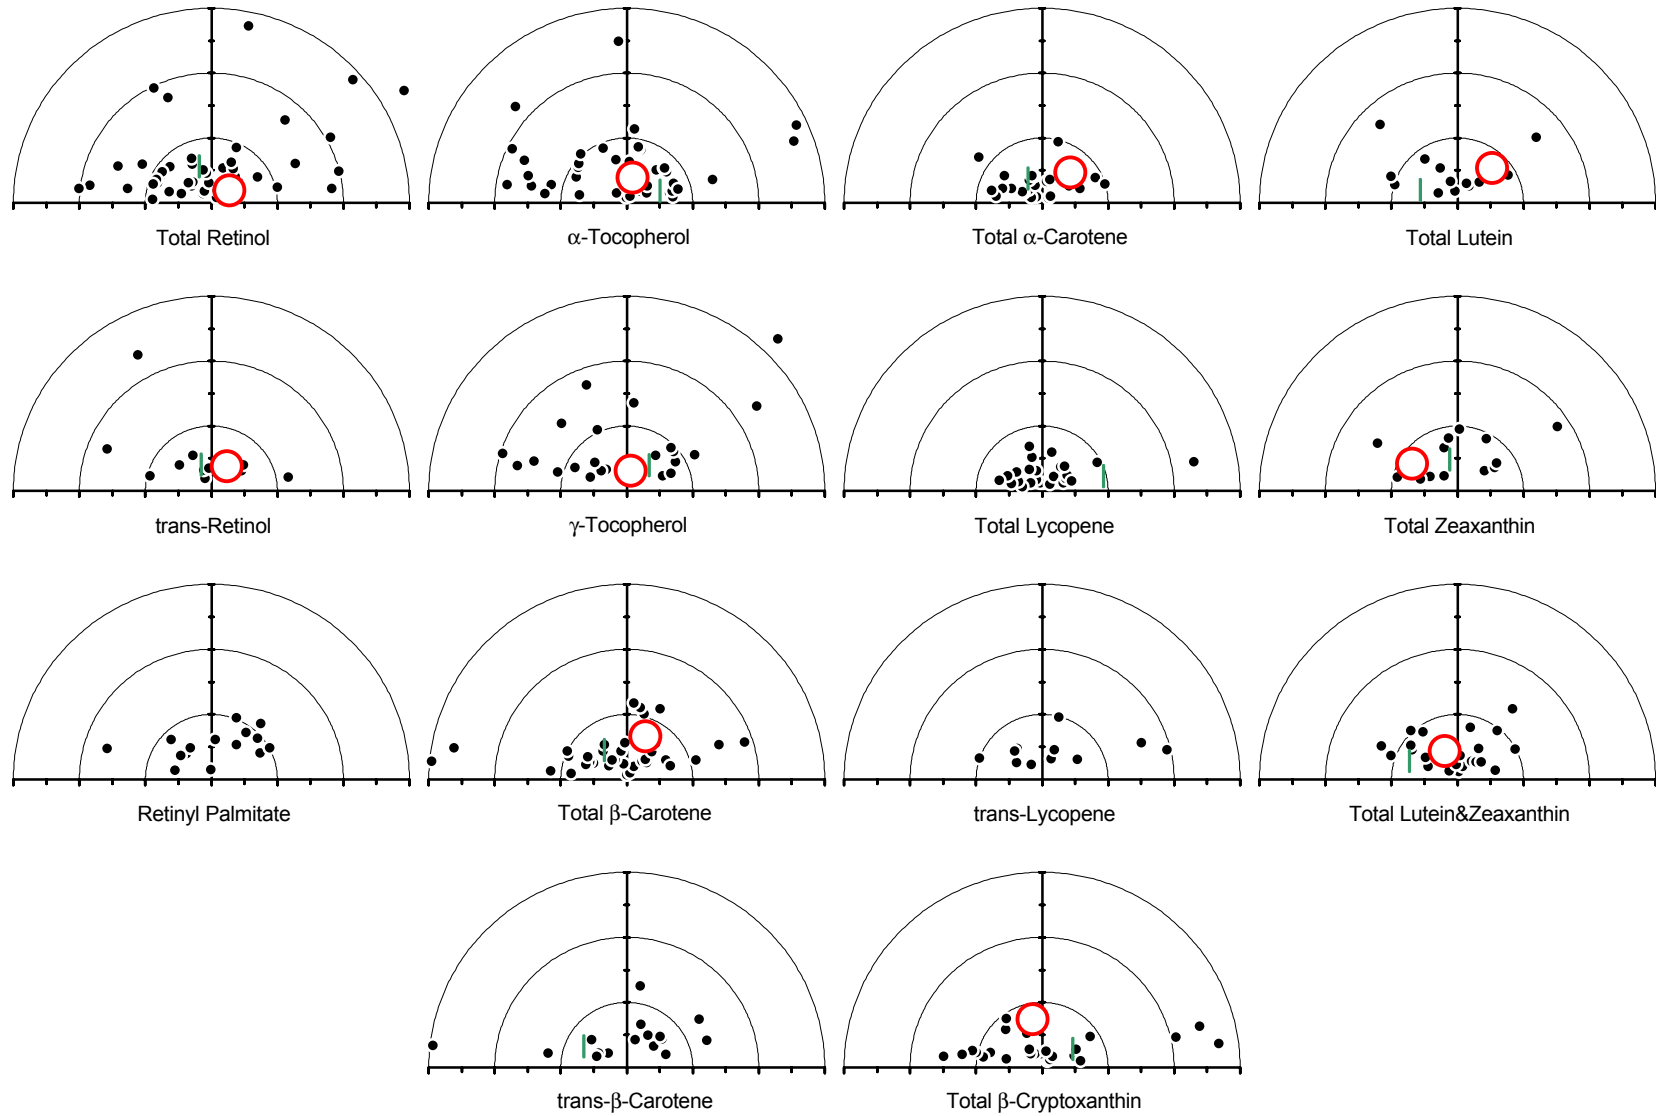 Total Retinol
α-Tocopherol
Total α-Carotene
Total Lutein
trans-Retinol
γ-Tocopherol
Total Lycopene
Total Zeaxanthin
Retinyl Palmitate
Total β-Carotene
trans-Lycopene
Total Lutein&Zeaxanthin
trans-β-Carotene
Total β-Cryptoxanthin